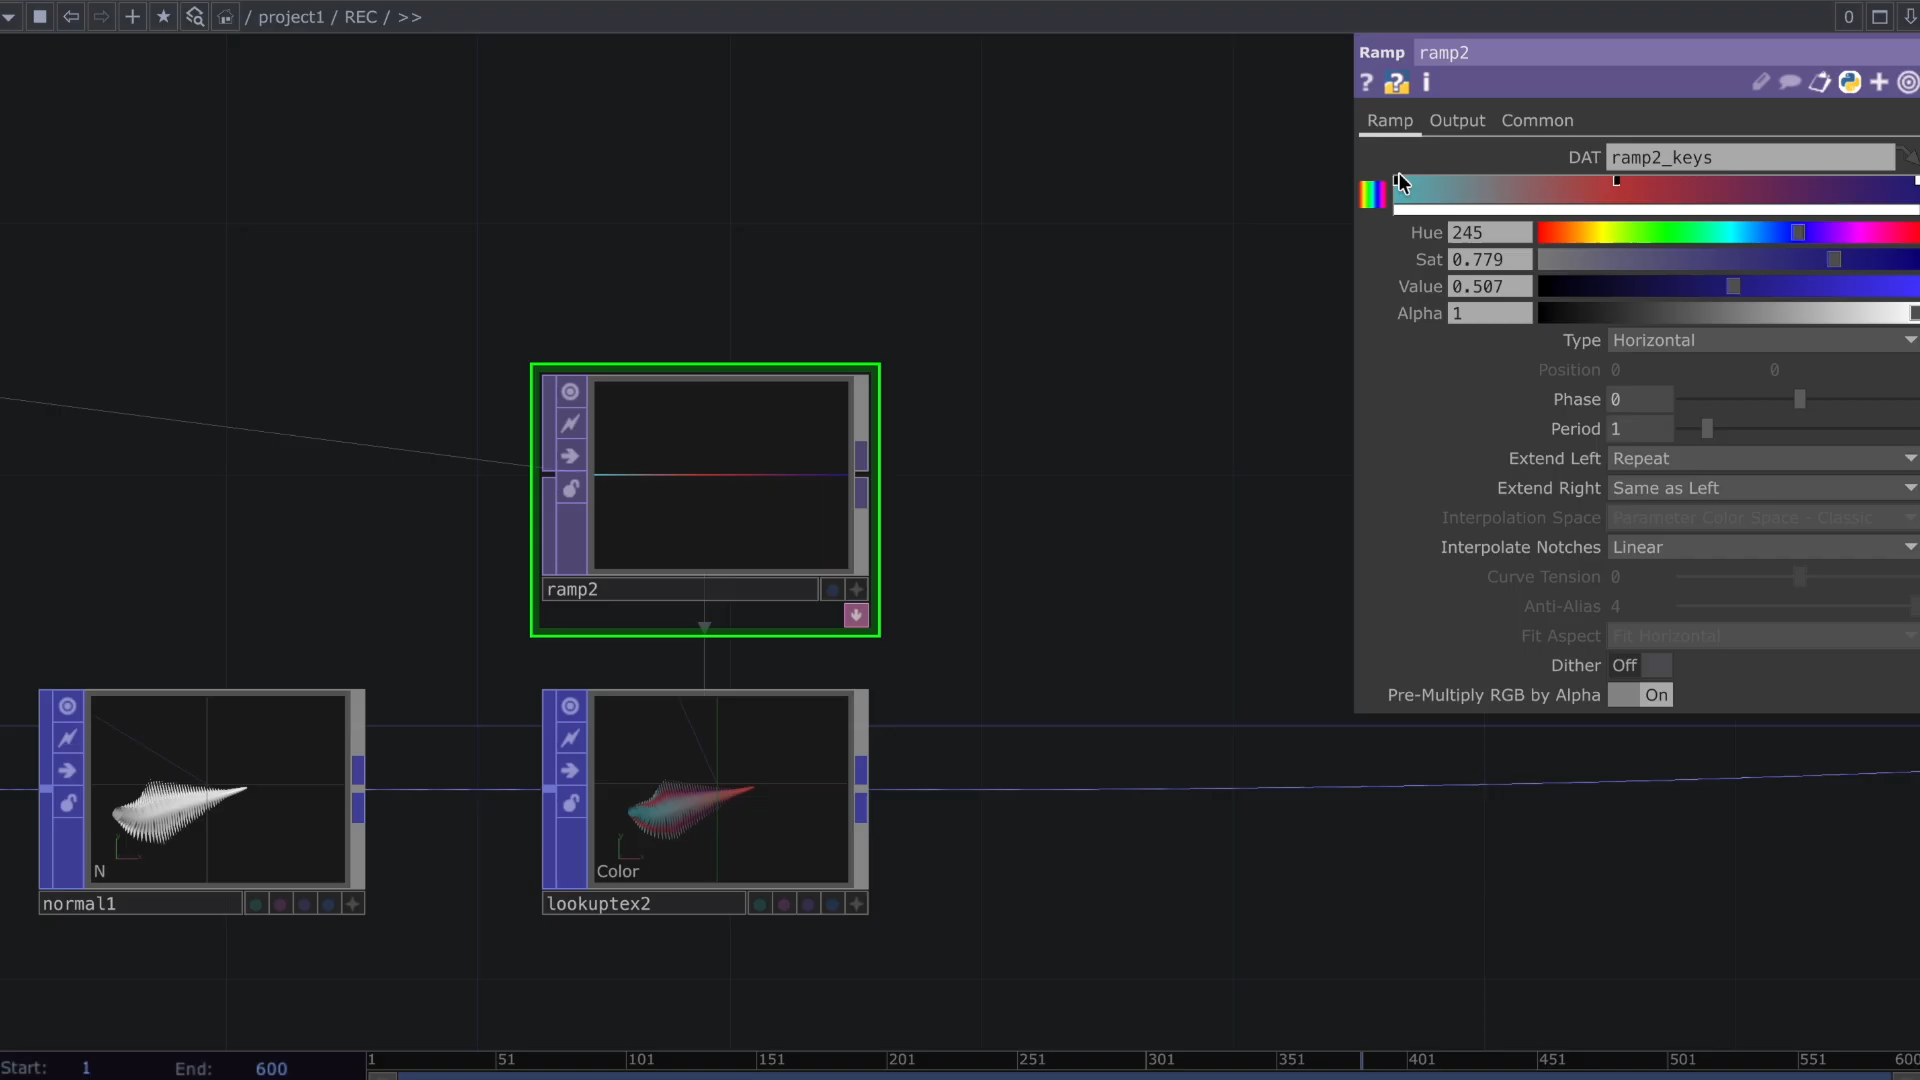 / project1 / REC / >>
0
Ramp ramp2
? ? i
Ramp Output Common
DAT ramp2_keys
Hue 245
Sat 0.779
Value 0.507
Alpha 1
Type Horizontal
Position 0 0
Phase 0
Period 1
Extend Left Repeat
Extend Right Same as Left
Interpolation Space Parameter Color Space - Classic
Interpolate Notches Linear
Curve Tension 0
Anti-Alias 4
Fit Aspect Fit Horizontal
Dither Off
Pre-Multiply RGB by Alpha On
ramp2
N
normal1
Color
lookuptex2
Start: 1 End: 600
1 51 101 151 201 251 301 351 401 451 501 551 600